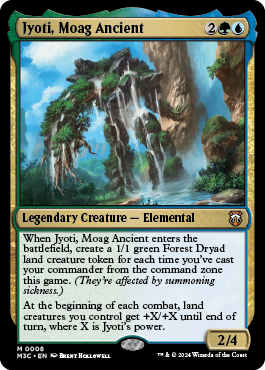 Jyoti, Moag Ancient 2
Legendary Creature — Elemental
When Jyoti, Moag Ancient enters the
battlefield, create a 1/1 green Forest Dryad
land creature token for each time you've cast
your commander from the command zone
this game. (They're affected by summoning
sickness.)
At the beginning of each combat, land
creatures you control get +X/+X until end of
turn, where X is Jyoti's power.
2/4
M 0008
M3C • EN Brent Hollowell
™ & © 2024 Wizards of the Coast